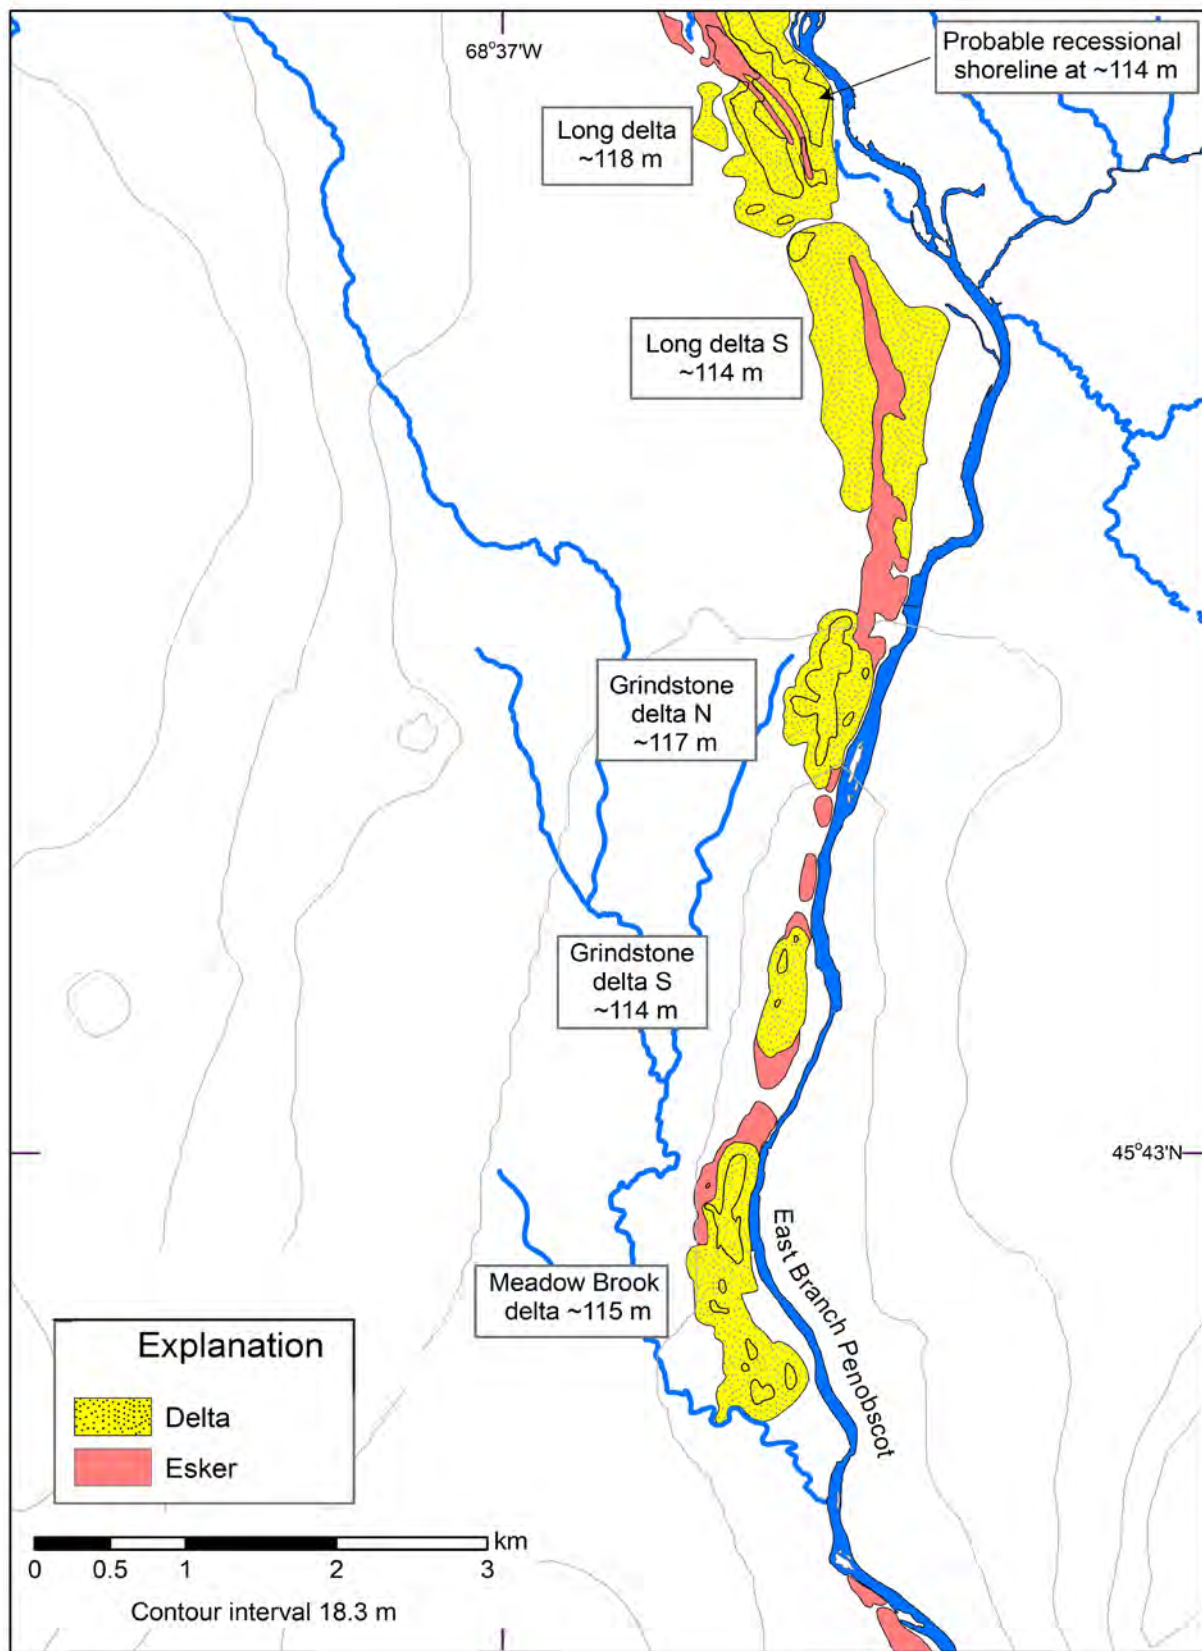 68°37'W
Probable recessional
shoreline at ~114 m
Long delta
~118 m
Long delta S
~114 m
Grindstone
delta N
~117 m
Grindstone
delta S
~114 m
45°43'N
East Branch Penobscot
Meadow Brook
delta ~115 m
Explanation
Delta
Esker
km
0 0.5 1 2 3
Contour interval 18.3 m